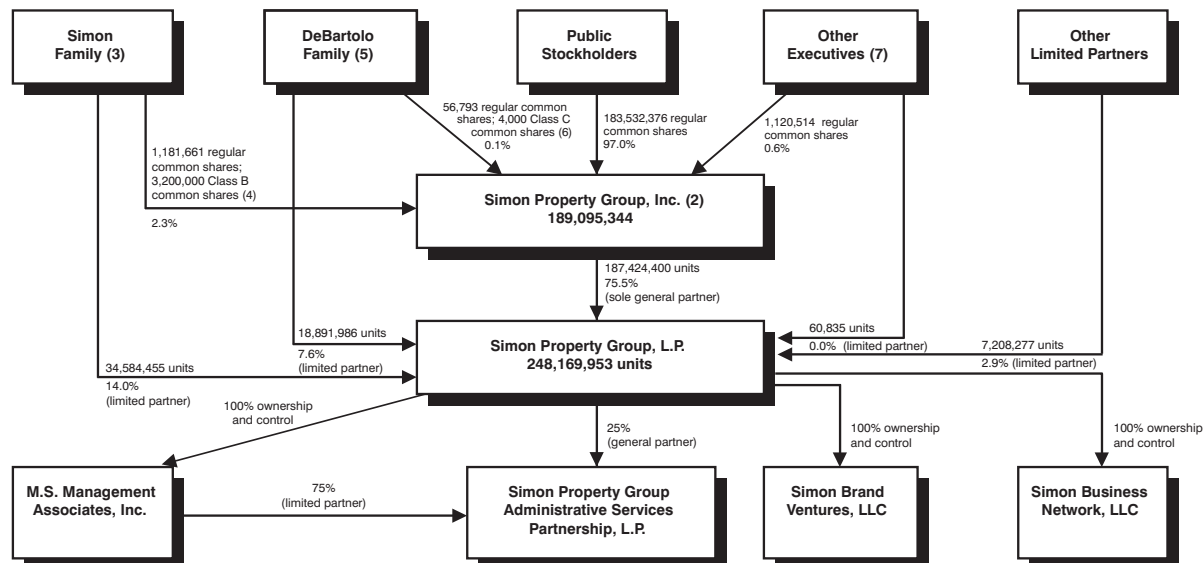 Simon
Family (3)
DeBartolo
Family (5)
Public
Stockholders
Other
Executives (7)
Other
Limited Partners
1,181,661 regular
common shares;
3,200,000 Class B
common shares (4)
2.3%
56,793 regular common
shares; 4,000 Class C
common shares (6)
0.1%
183,532,376 regular
common shares
97.0%
1,120,514 regular
common shares
0.6%
Simon Property Group, Inc. (2)
189,095,344
187,424,400 units
75.5%
(sole general partner)
Simon Property Group, L.P.
248,169,953 units
34,584,455 units
14.0%
(limited partner)
18,891,986 units
7.6%
(limited partner)
60,835 units
0.0% (limited partner)
7,208,277 units
2.9% (limited partner)
100% ownership
and control
25%
(general partner)
100% ownership
and control
100% ownership
and control
M.S. Management
Associates, Inc.
75%
(limited partner)
Simon Property Group
Administrative Services
Partnership, L.P.
Simon Brand
Ventures, LLC
Simon Business
Network, LLC